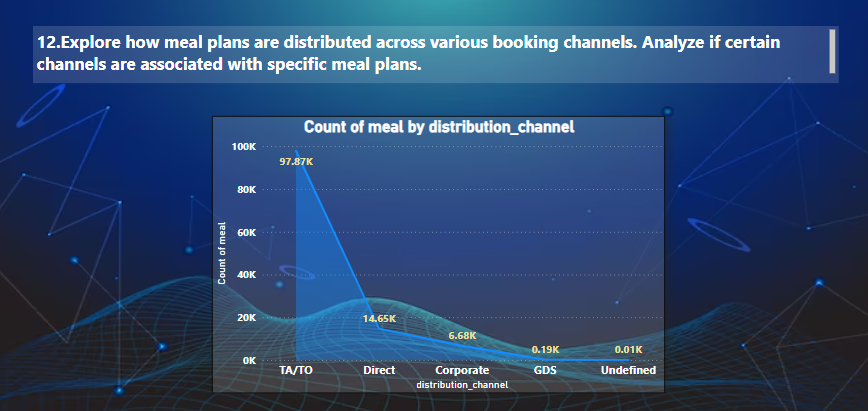 12.Explore how meal plans are distributed across various booking channels. Analyze if certain
channels are associated with specific meal plans.
Count of meal by distribution_channel
100K
80K
60K
40K
20K
0K
Count of meal
97.87K
14.65K
6.68K
0.19K
0.01K
TA/TO Direct Corporate GDS Undefined
distribution_channel